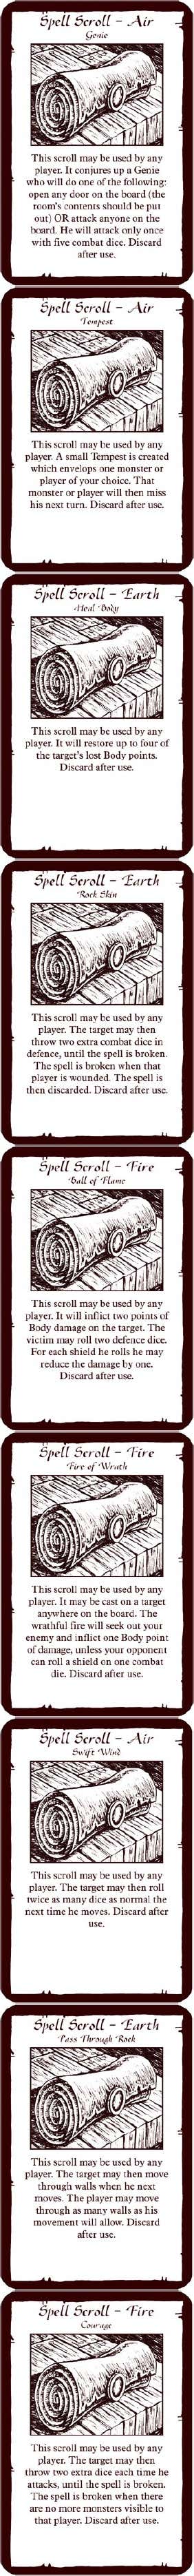 Spell Scroll – Air
Genie
This scroll may be used by any
player. It conjures up a Genie
who will do one of the following:
open any door on the board (the
room's contents should be put
out) OR attack anyone on the
board. He will attack only once
with five combat dice. Discard
after use.
Spell Scroll – Air
Tempest
This scroll may be used by any
player. A small Tempest is created
which envelops one monster or
player of your choice. That
monster or player will then miss
his next turn. Discard after use.
Spell Scroll – Earth
Heal Body
This scroll may be used by any
player. It will restore up to four of
the target's lost Body points.
Discard after use.
Spell Scroll – Earth
Rock Skin
This scroll may be used by any
player. The target may then
throw two extra combat dice in
defence, until the spell is broken.
The spell is broken when that
player is wounded. The spell is
then discarded. Discard after use.
Spell Scroll – Fire
Ball of Flame
This scroll may be used by any
player. It will inflict two points of
Body damage on the target. The
victim may roll two defence dice.
For each shield he rolls he may
reduce the damage by one.
Discard after use.
Spell Scroll – Fire
Fire of Wrath
This scroll may be used by any
player. It may be cast on a target
anywhere on the board. The
wrathful fire will seek out your
enemy and inflict one Body point
of damage, unless your opponent
can roll a shield on one combat
die. Discard after use.
Spell Scroll – Air
Swift Wind
This scroll may be used by any
player. The target may then roll
twice as many dice as normal the
next time he moves. Discard after
use.
Spell Scroll – Earth
Pass Through Rock
This scroll may be used by any
player. The target may then move
through walls when he next
moves. The player may move
through as many walls as his
movement will allow. Discard
after use.
Spell Scroll – Fire
Courage
This scroll may be used by any
player. The target may then
throw two extra dice each time he
attacks, until the spell is broken.
The spell is broken when there
are no more monsters visible to
that player. Discard after use.